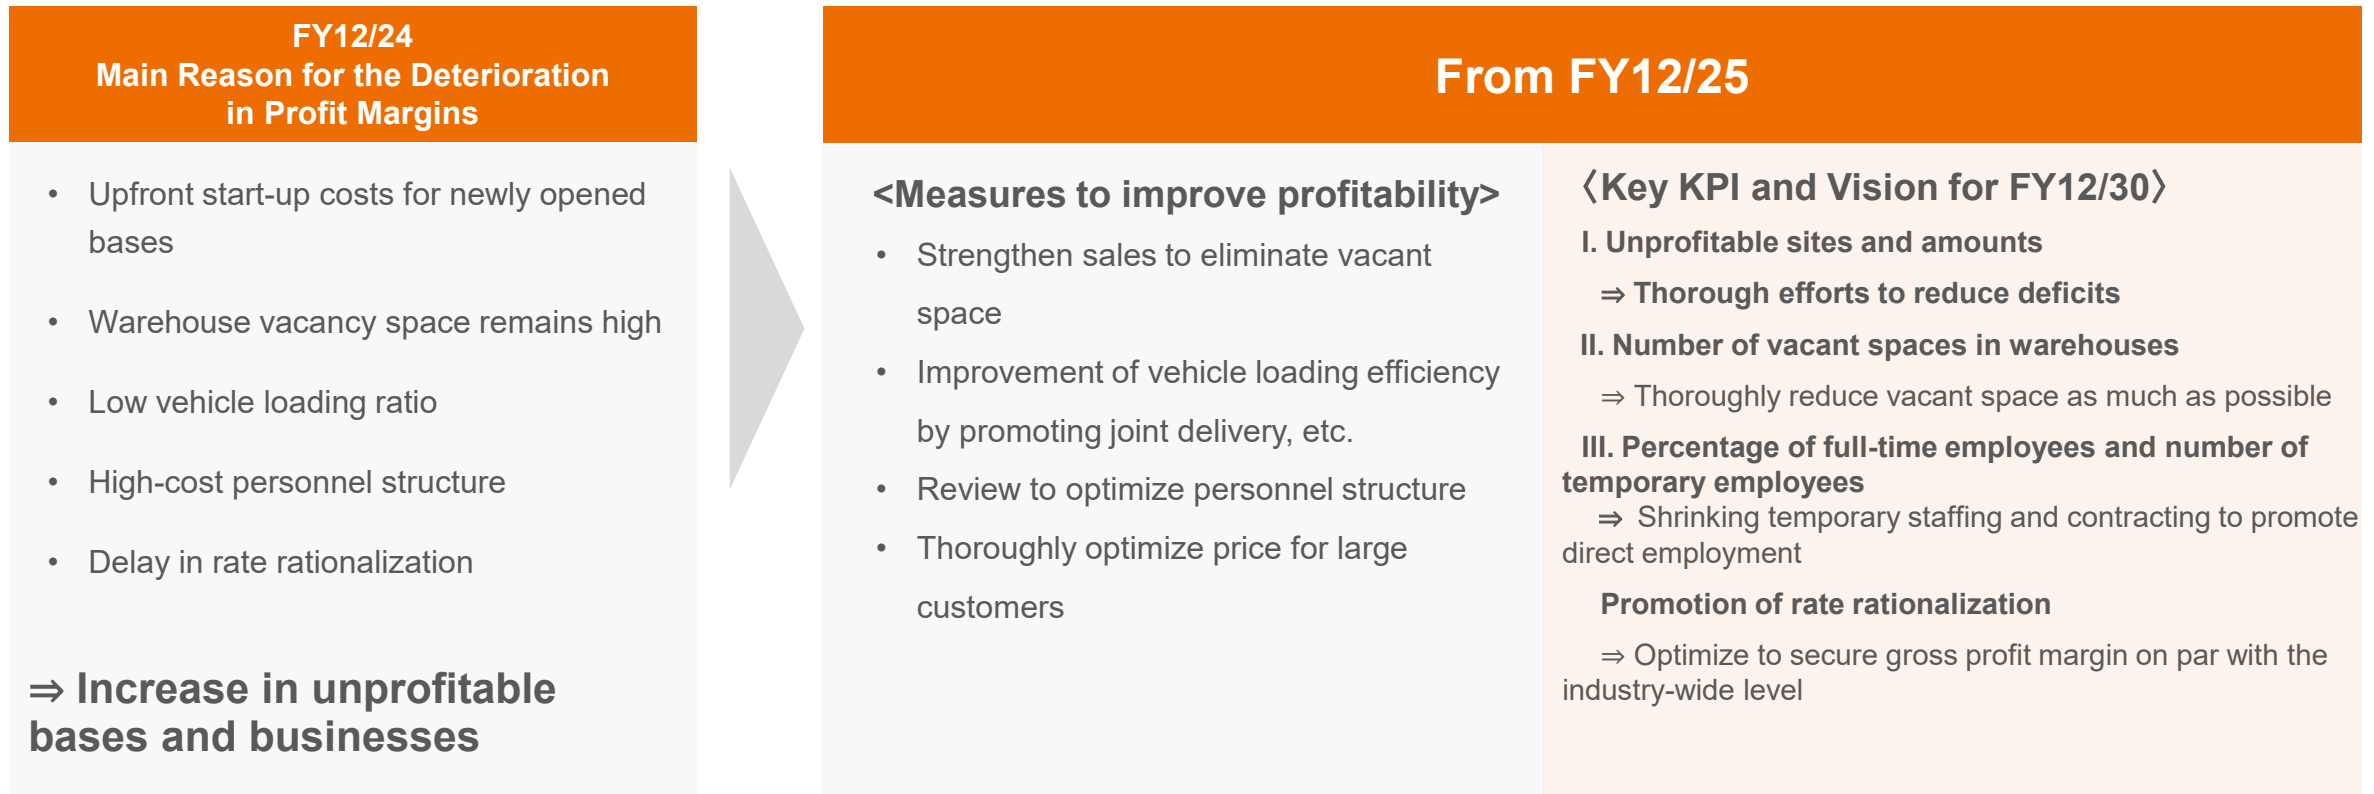 FY12/24
Main Reason for the Deterioration
in Profit Margins
• Upfront start-up costs for newly opened
bases
• Warehouse vacancy space remains high
• Low vehicle loading ratio
• High-cost personnel structure
• Delay in rate rationalization
⇒ Increase in unprofitable
bases and businesses
From FY12/25
<Measures to improve profitability>
• Strengthen sales to eliminate vacant
space
• Improvement of vehicle loading efficiency
by promoting joint delivery, etc.
• Review to optimize personnel structure
• Thoroughly optimize price for large
customers
〈Key KPI and Vision for FY12/30〉
I. Unprofitable sites and amounts
⇒ Thorough efforts to reduce deficits
II. Number of vacant spaces in warehouses
⇒ Thoroughly reduce vacant space as much as possible
III. Percentage of full-time employees and number of
temporary employees
⇒ Shrinking temporary staffing and contracting to promote
direct employment
Promotion of rate rationalization
⇒ Optimize to secure gross profit margin on par with the
industry-wide level